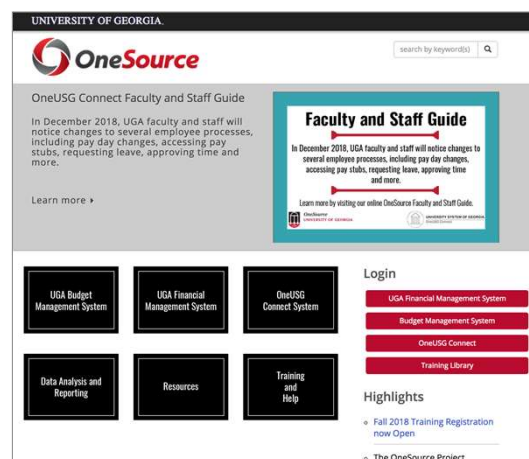 UNIVERSITY OF GEORGIA.
OneSource
search by keyword(s)
OneUSG Connect Faculty and Staff Guide
In December 2018, UGA faculty and staff will
notice changes to several employee processes,
including pay day changes, accessing pay
stubs, requesting leave, approving time and
more.
Learn more
Faculty and Staff Guide
In December 2018, UGA faculty and staff will notice changes to
several employee processes, including pay day changes,
accessing pay stubs, requesting leave, approving time
and more.
Learn more by visiting our online OneSource Faculty and Staff Guide.
OneSource
UNIVERSITY OF GEORGIA
UNIVERSITY SYSTEM OF GEORGIA
UGA Budget
Management System
UGA Financial
Management System
OneUSG
Connect System
Data Analysis and
Reporting
Resources
Training
and
Help
Login
UGA Financial Management System
Budget Management System
OneUSG Connect
Training Library
Highlights
Fall 2018 Training Registration
now Open
The OneSource Project